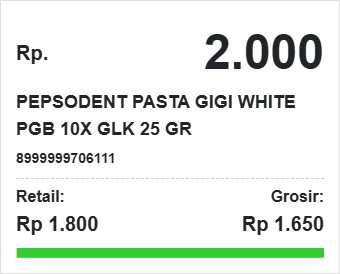 Rp. 2.000
PEPSODENT PASTA GIGI WHITE
PGB 10X GLK 25 GR
8999999706111
Retail: Grosir:
Rp 1.800 Rp 1.650